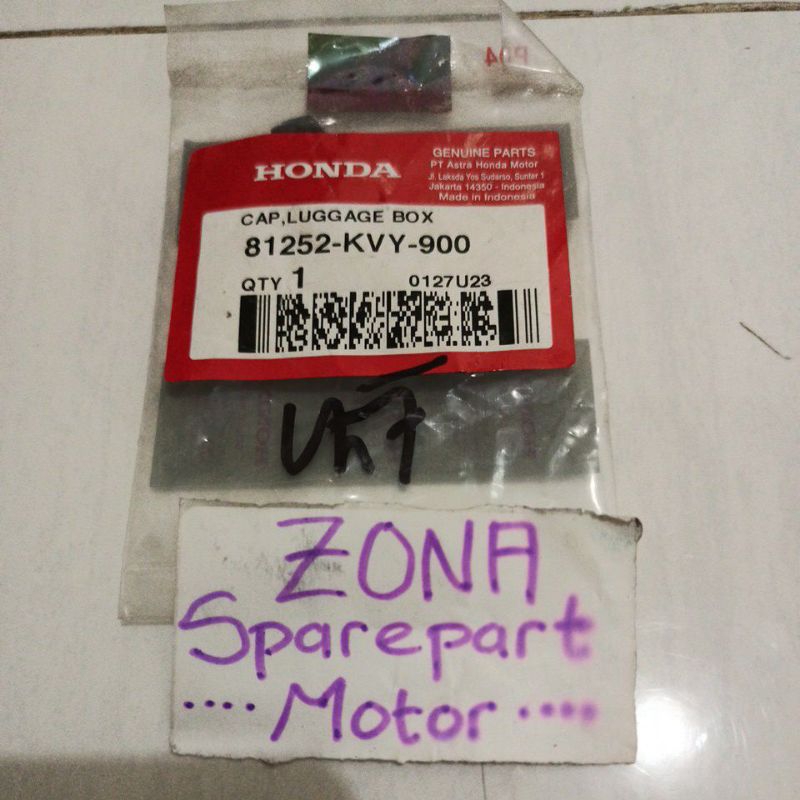 P04
HONDA
GENUINE PARTS
PT Astra Honda Motor
Jl. Laksda Yos Sudarso, Sunter 1
Jakarta 14350 - Indonesia
Made in Indonesia
CAP,LUGGAGE BOX
81252-KVY-900
QTY 1
0127U23
ZONA
Sparepart
.... Motor ....